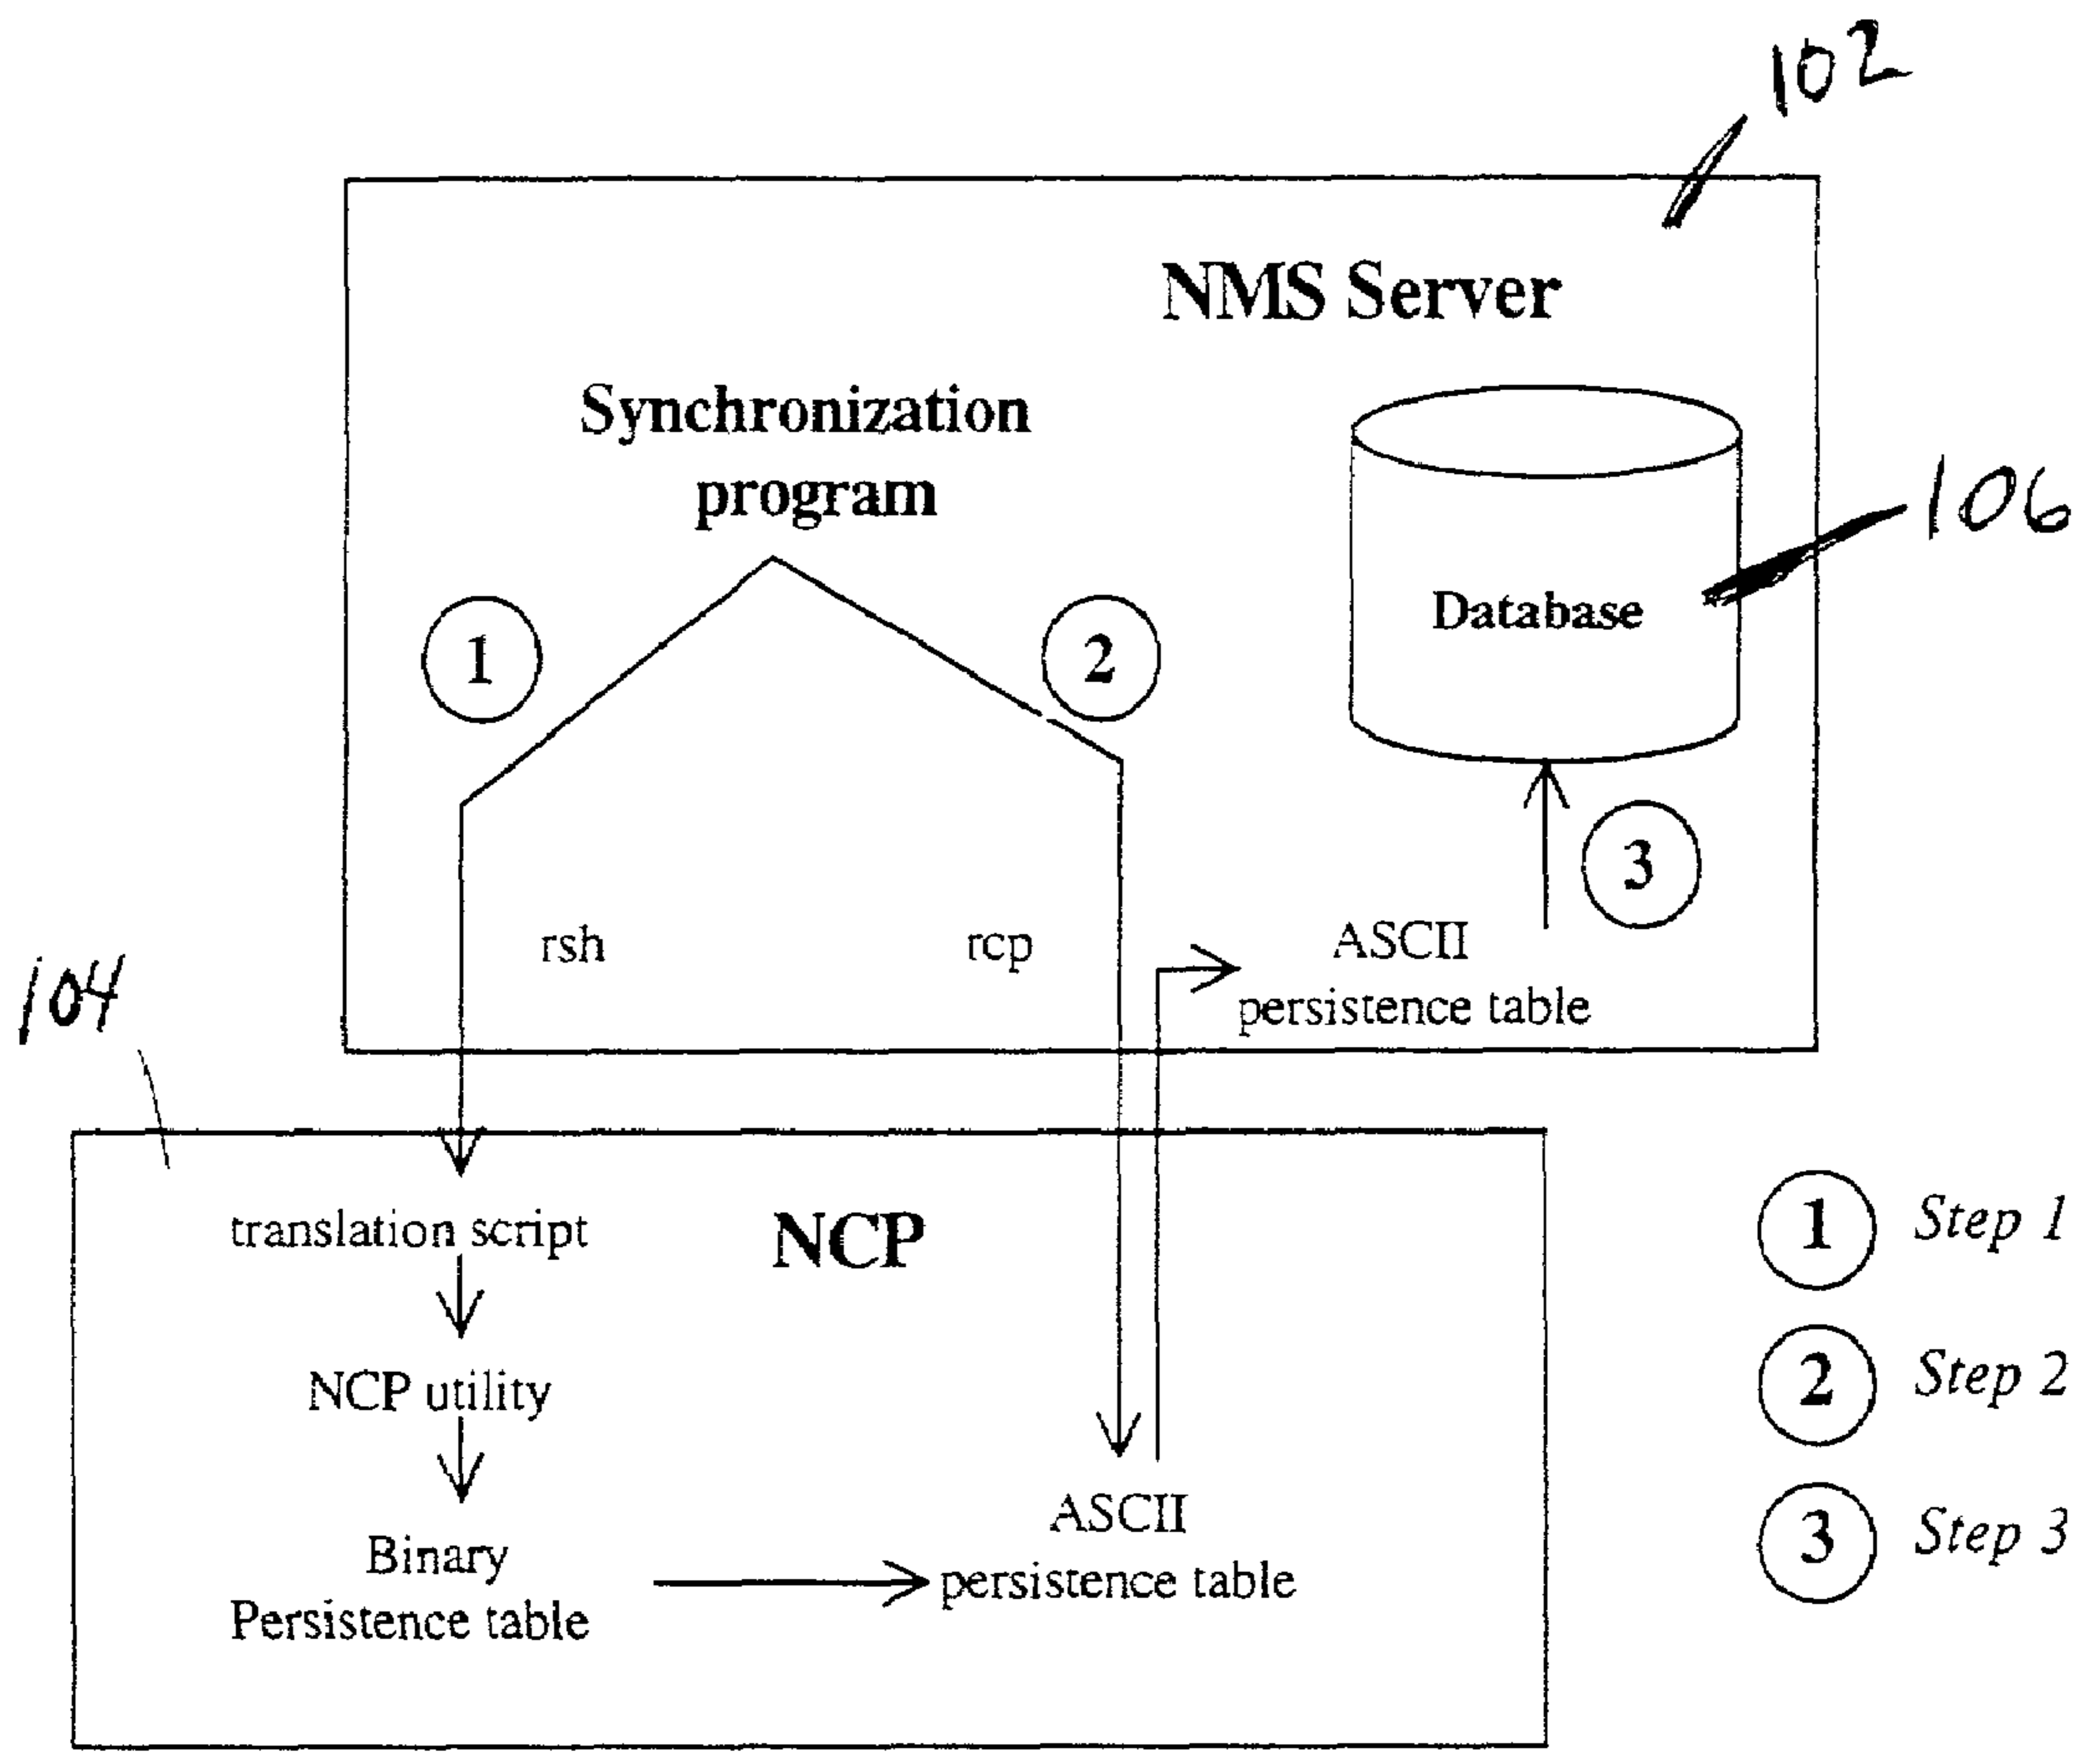 102
NMS Server
Synchronization
program
106
Database
1
2
3
rsh
rcp
ASCII
persistence table
104
translation script
NCP
NCP utility
Binary
Persistence table
ASCII
persistence table
1 Step 1
2 Step 2
3 Step 3